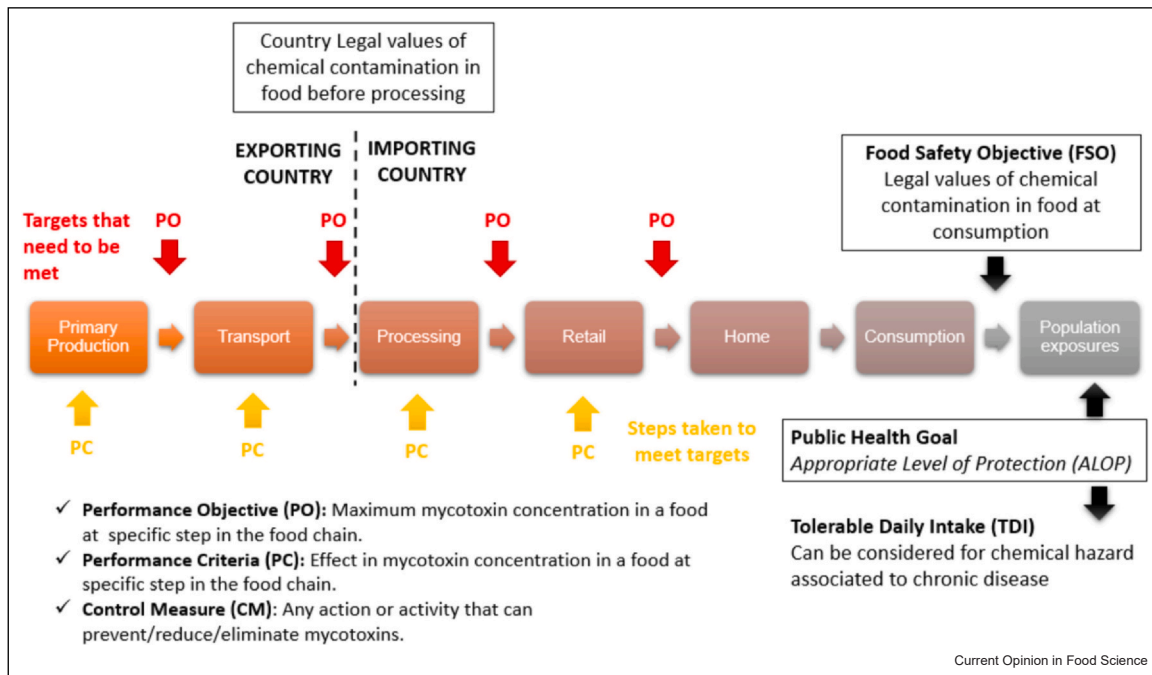 Country Legal values of
chemical contamination in
food before processing
EXPORTING
COUNTRY
IMPORTING
COUNTRY
Food Safety Objective (FSO)
Legal values of chemical
contamination in food at
consumption
Targets that
need to be
met
PO
PO
PO
PO
Primary
Production
Transport
Processing
Retail
Home
Consumption
Population
exposures
PC
PC
PC
PC
Steps taken to
meet targets
Public Health Goal
Appropriate Level of Protection (ALOP)
✓ Performance Objective (PO): Maximum mycotoxin concentration in a food
at specific step in the food chain.
✓ Performance Criteria (PC): Effect in mycotoxin concentration in a food at
specific step in the food chain.
✓ Control Measure (CM): Any action or activity that can
prevent/reduce/eliminate mycotoxins.
Tolerable Daily Intake (TDI)
Can be considered for chemical hazard
associated to chronic disease
Current Opinion in Food Science